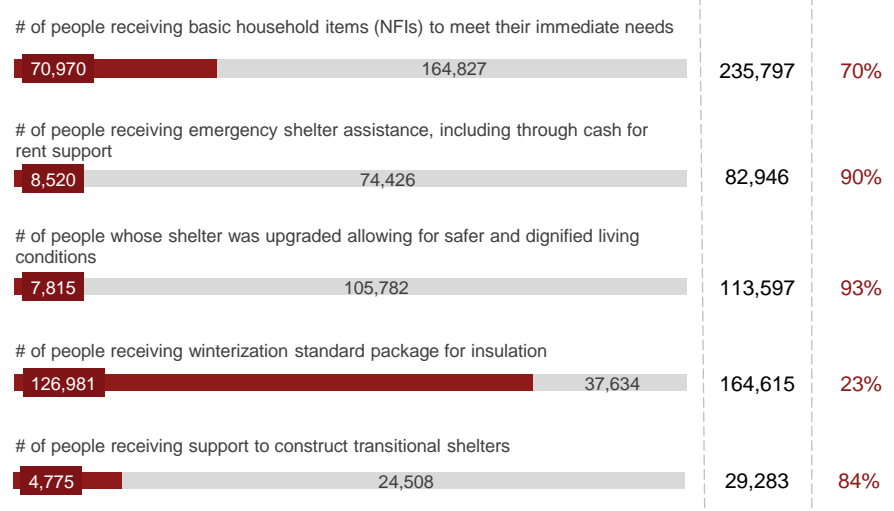 # of people receiving basic household items (NFIs) to meet their immediate needs
70,970 164,827 235,797 70%
# of people receiving emergency shelter assistance, including through cash for
rent support
8,520 74,426 82,946 90%
# of people whose shelter was upgraded allowing for safer and dignified living
conditions
7,815 105,782 113,597 93%
# of people receiving winterization standard package for insulation
126,981 37,634 164,615 23%
# of people receiving support to construct transitional shelters
4,775 24,508 29,283 84%